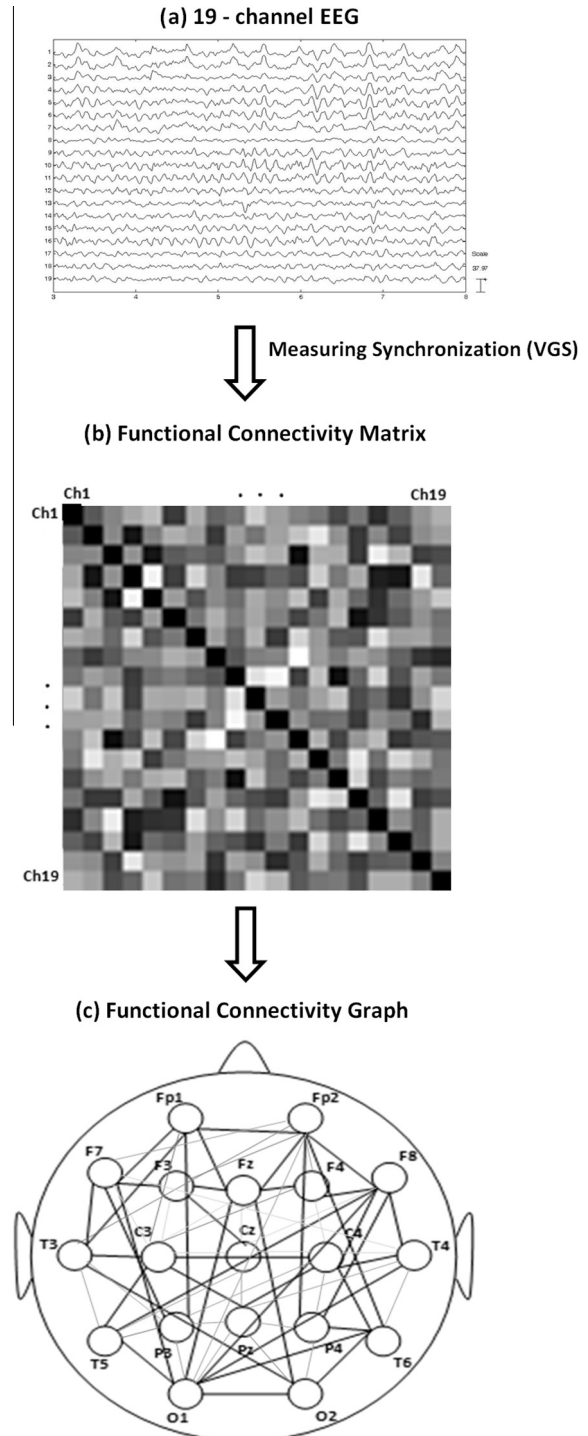 (a) 19 - channel EEG
1
2
3
4
5
6
7
8
9
10
11
12
13
14
15
16
17
18
19
3 4 5 6 7 8
Scale
37.97
Measuring Synchronization (VGS)
(b) Functional Connectivity Matrix
Ch1 . . . Ch19
Ch1
.
.
.
Ch19
(c) Functional Connectivity Graph
Fp1 Fp2
F7 F3 Fz F4 F8
T3 C3 Cz C4 T4
T5 P3 Pz P4 T6
O1 O2